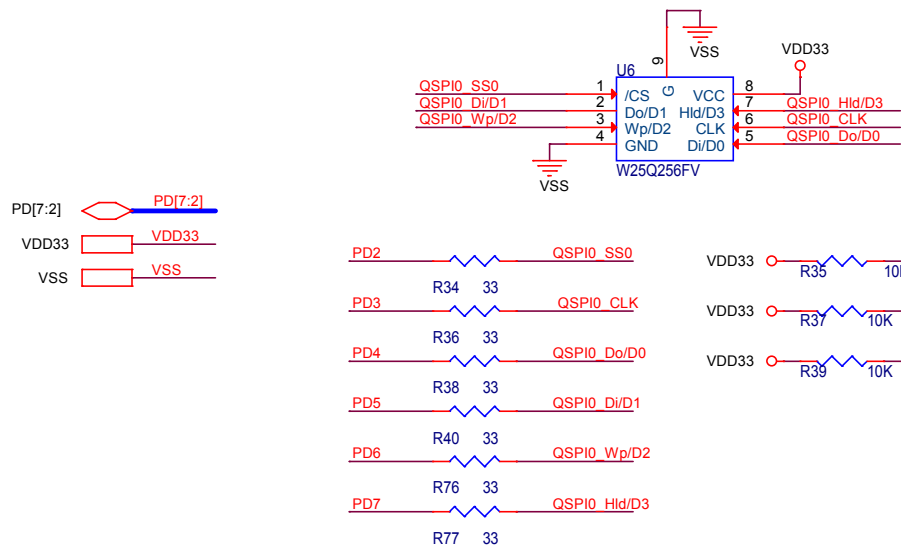 VSS
VDD33
9
U6
G
QSPI0_SS0 1 /CS VCC 8
QSPI0_Di/D1 2 Do/D1 Hld/D3 7 QSPI0_Hld/D3
QSPI0_Wp/D2 3 Wp/D2 CLK 6 QSPI0_CLK
4 GND Di/D0 5 QSPI0_Do/D0
VSS
W25Q256FV
PD[7:2] PD[7:2]
VDD33 VDD33
VSS VSS
PD2 QSPI0_SS0
R34 33
PD3 QSPI0_CLK
R36 33
PD4 QSPI0_Do/D0
R38 33
PD5 QSPI0_Di/D1
R40 33
PD6 QSPI0_Wp/D2
R76 33
PD7 QSPI0_Hld/D3
R77 33
VDD33
R35 10K
VDD33
R37 10K
VDD33
R39 10K